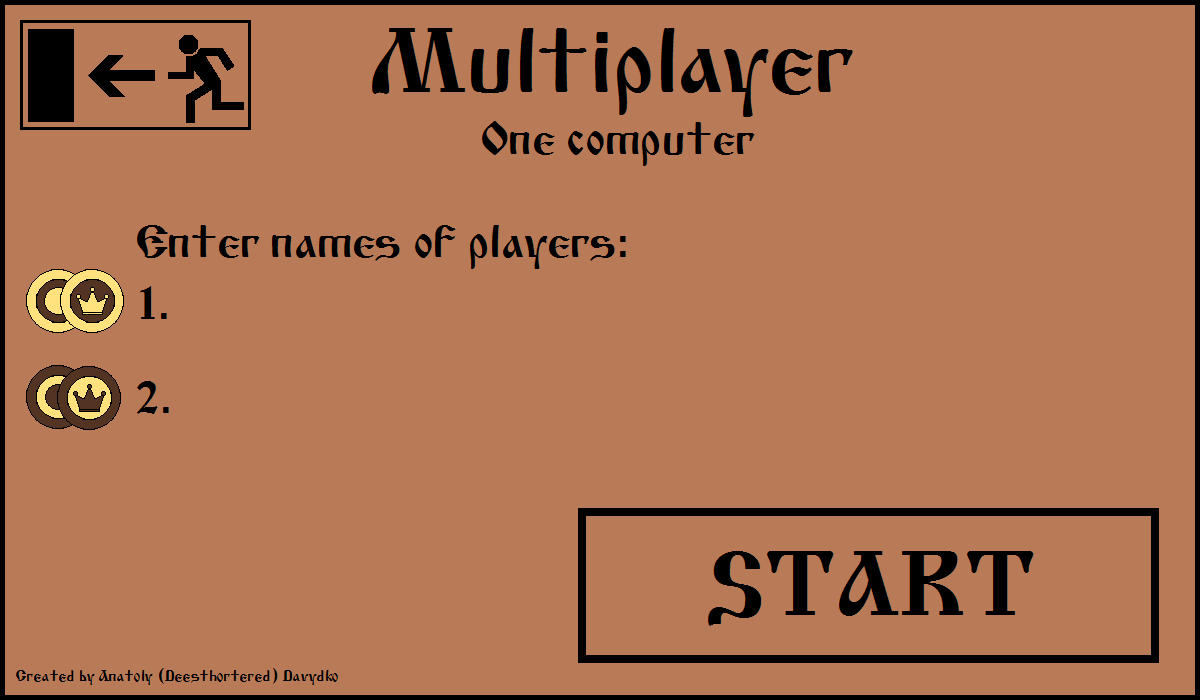 Multiplayer
One computer
Enter names of players:
1.
2.
START
Created by Anatoly (Deesthortered) Davydko